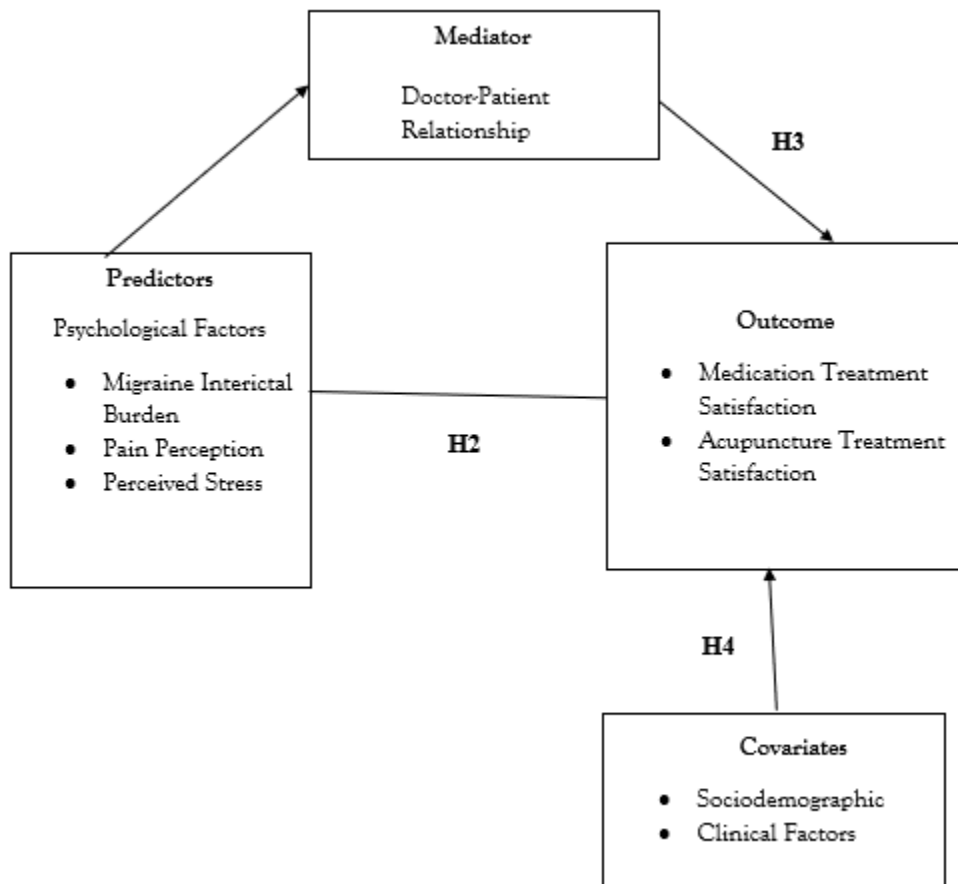 Mediator
Doctor-Patient
Relationship
H3
Predictors
Psychological Factors
● Migraine Interictal
Burden
● Pain Perception
● Perceived Stress
H2
Outcome
● Medication Treatment
Satisfaction
● Acupuncture Treatment
Satisfaction
H4
Covariates
● Sociodemographic
● Clinical Factors